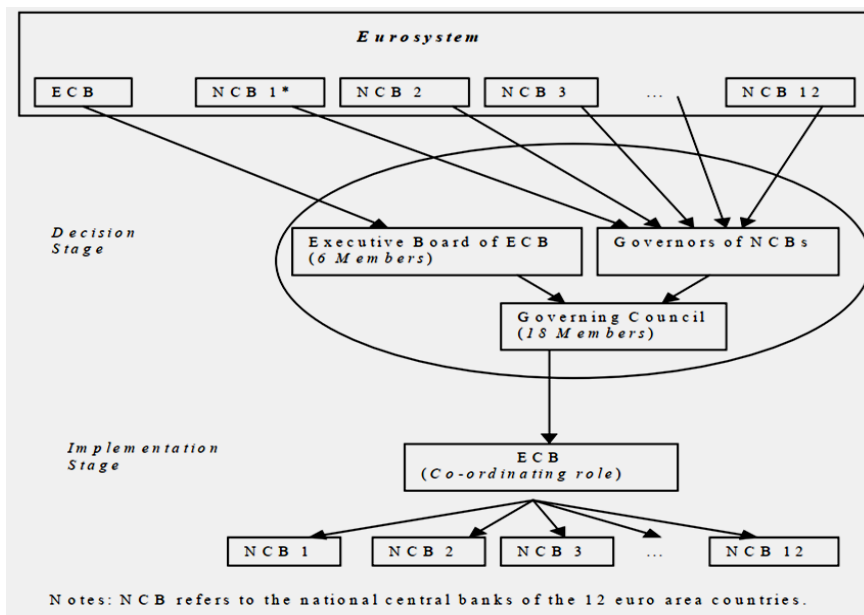 Eurosystem
ECB
NCB 1*
NCB 2
NCB 3
...
NCB 12
Decision
Stage
Executive Board of ECB
(6 Members)
Governors of NCBs
Governing Council
(18 Members)
Implementation
Stage
ECB
(Co-ordinating role)
NCB 1
NCB 2
NCB 3
...
NCB 12
Notes: NCB refers to the national central banks of the 12 euro area countries.